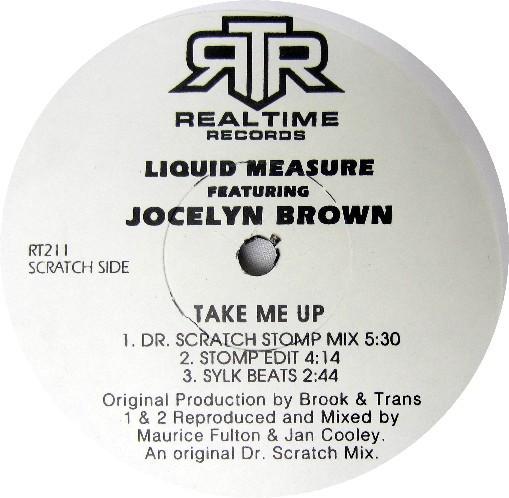 RTR
REALTIME
RECORDS
LIQUID MEASURE
FEATURING
JOCELYN BROWN
RT211
SCRATCH SIDE
TAKE ME UP
1. DR. SCRATCH STOMP MIX 5:30
2. STOMP EDIT 4:14
3. SYLK BEATS 2:44
Original Production by Brook & Trans
1 & 2 Reproduced and Mixed by
Maurice Fulton & Jan Cooley.
An original Dr. Scratch Mix.